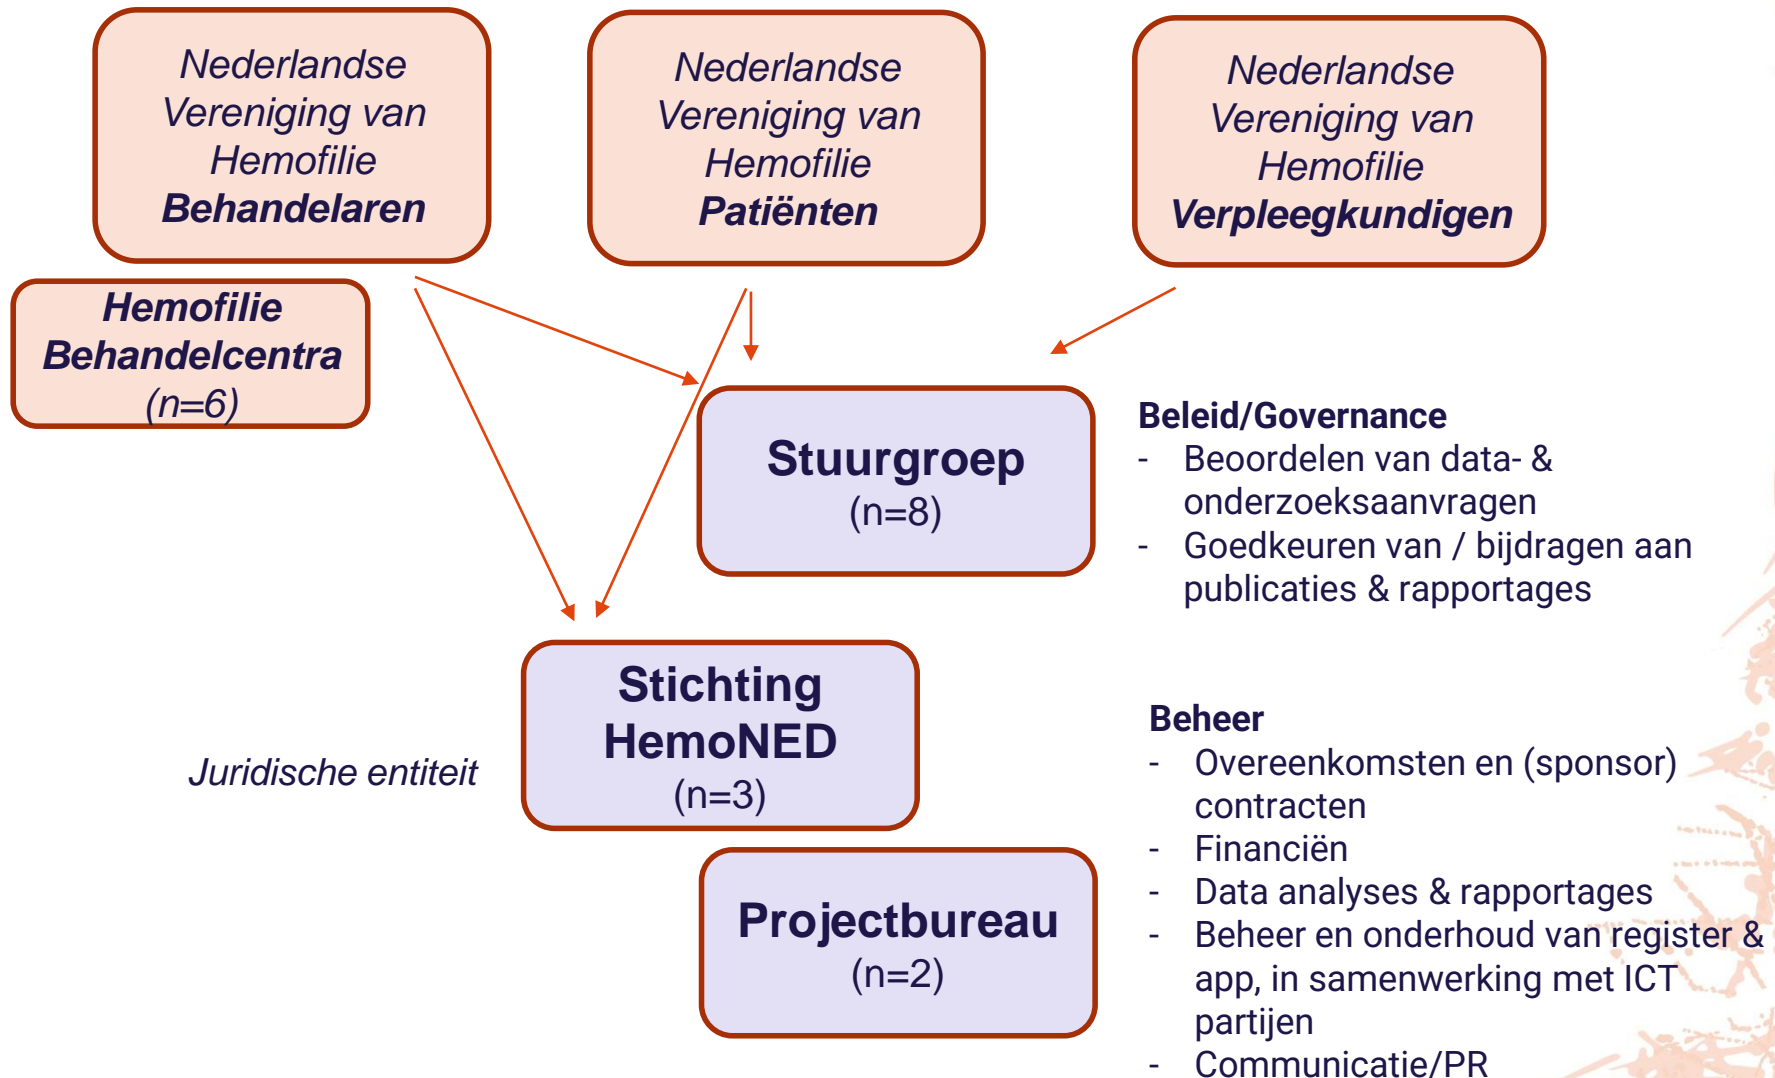 Nederlandse
Vereniging van
Hemofilie
Behandelaren
Nederlandse
Vereniging van
Hemofilie
Patiënten
Nederlandse
Vereniging van
Hemofilie
Verpleegkundigen
Hemofilie
Behandelcentra
(n=6)
Stuurgroep
(n=8)
Beleid/Governance
- Beoordelen van data- &
onderzoeksaanvragen
- Goedkeuren van / bijdragen aan
publicaties & rapportages
Stichting
HemoNED
(n=3)
Juridische entiteit
Projectbureau
(n=2)
Beheer
- Overeenkomsten en (sponsor)
contracten
- Financiën
- Data analyses & rapportages
- Beheer en onderhoud van register &
app, in samenwerking met ICT
partijen
- Communicatie/PR